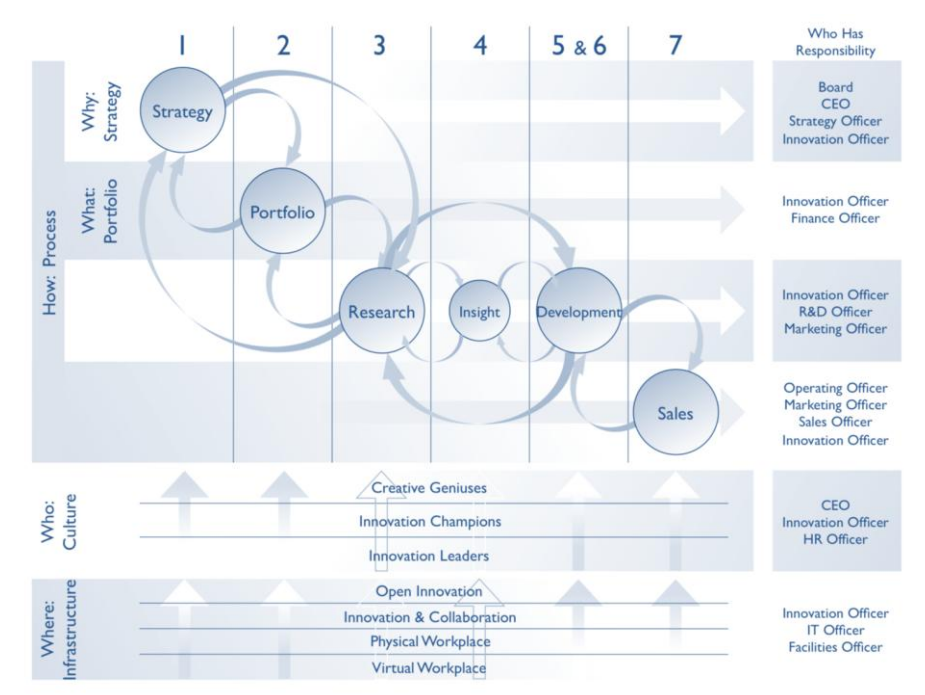 1
2
3
4
5 & 6
7
Who Has
Responsibility
How: Process
Why:
Strategy
Strategy
Board
CEO
Strategy Officer
Innovation Officer
What:
Portfolio
Portfolio
Innovation Officer
Finance Officer
Research
Insight
Development
Innovation Officer
R&D Officer
Marketing Officer
Sales
Operating Officer
Marketing Officer
Sales Officer
Innovation Officer
Who:
Culture
Creative Geniuses
Innovation Champions
Innovation Leaders
CEO
Innovation Officer
HR Officer
Where:
Infrastructure
Open Innovation
Innovation & Collaboration
Physical Workplace
Virtual Workplace
Innovation Officer
IT Officer
Facilities Officer